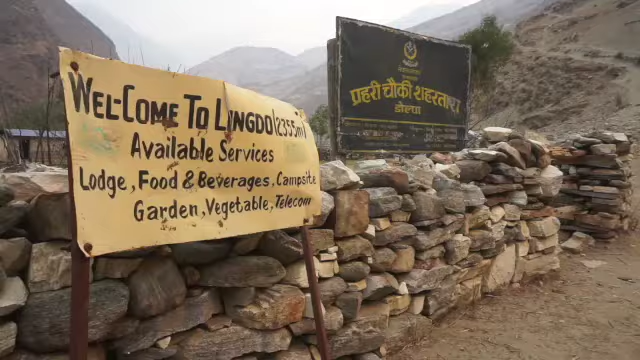 WEL-COME TO LINGDO(2355m)
Available Services
Lodge, Food & Beverages, Campsite
Garden, Vegetable, Telecom
प्रहरी चौकी शहरतारा
डोल्पा